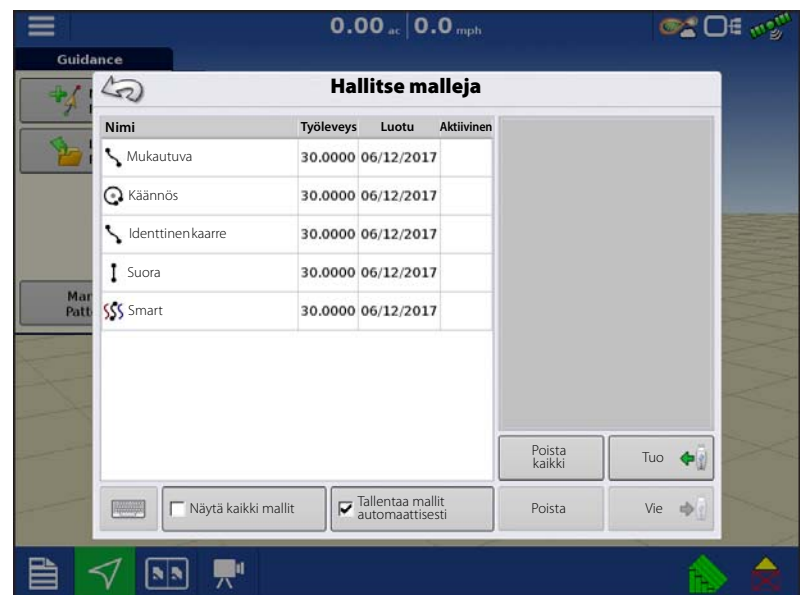 0.00 ac 0.0 mph
Guidance
Hallitse malleja
Nimi Työleveys Luotu Aktiivinen
Mukautuva 30.0000 06/12/2017
Käännös 30.0000 06/12/2017
Identtinen kaarre 30.0000 06/12/2017
Suora 30.0000 06/12/2017
Smart 30.0000 06/12/2017
Poista
kaikki
Tuo
Näytä kaikki mallit
Tallentaa mallit
automaattisesti
Poista
Vie